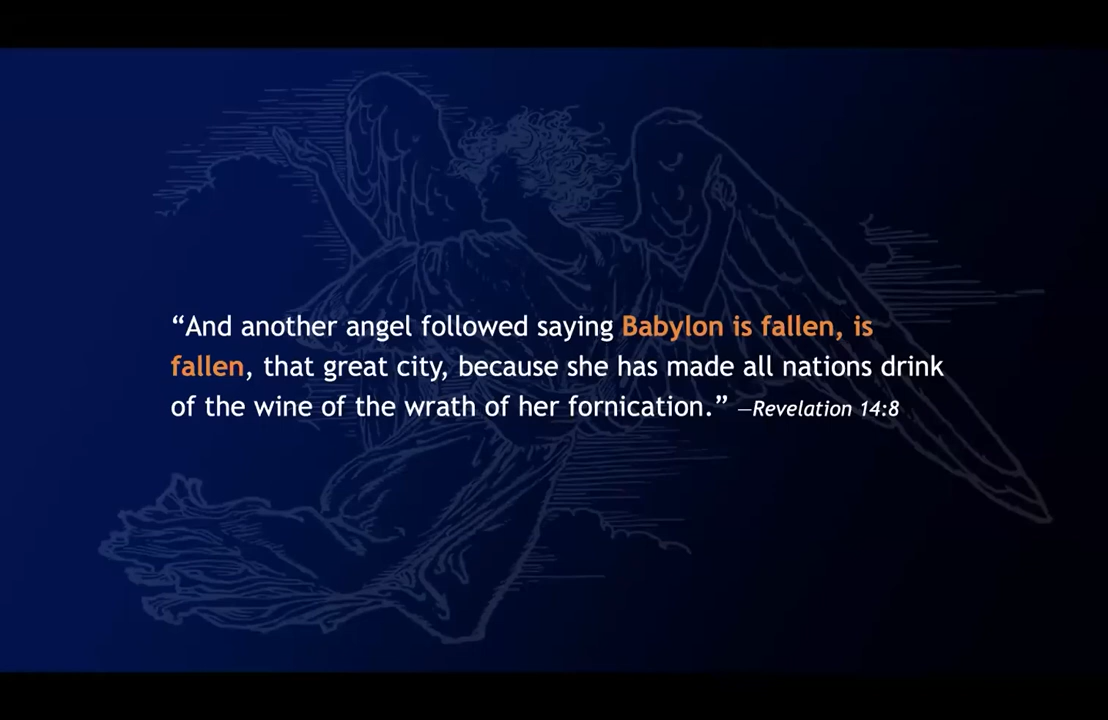 “And another angel followed saying Babylon is fallen, is
fallen, that great city, because she has made all nations drink
of the wine of the wrath of her fornication.” —Revelation 14:8